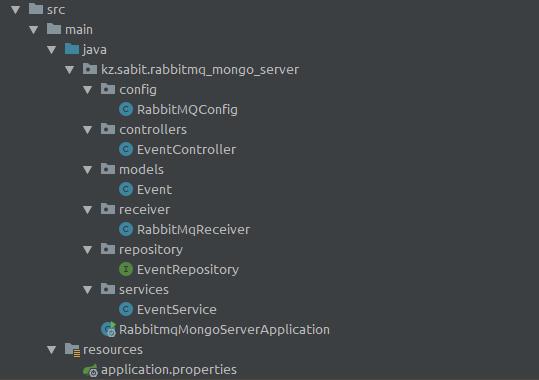 src
main
java
kz.sabit.rabbitmq_mongo_server
config
RabbitMQConfig
controllers
EventController
models
Event
receiver
RabbitMqReceiver
repository
EventRepository
services
EventService
RabbitmqMongoServerApplication
resources
application.properties